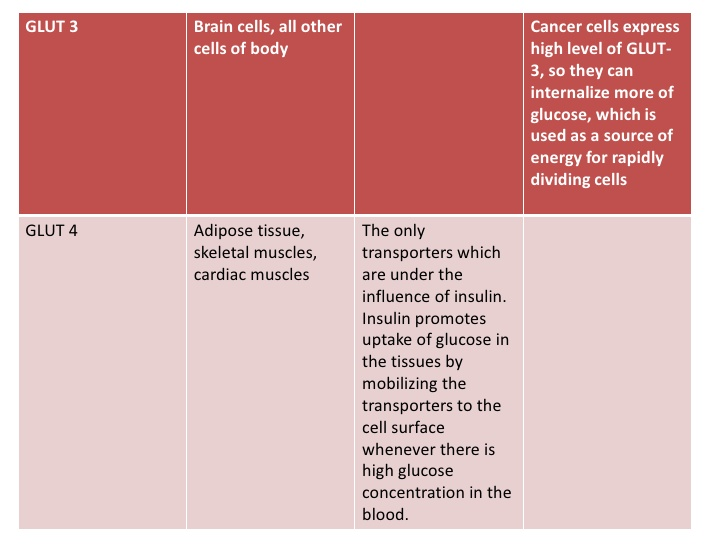 GLUT 3
Brain cells, all other
cells of body
Cancer cells express
high level of GLUT-
3, so they can
internalize more of
glucose, which is
used as a source of
energy for rapidly
dividing cells
GLUT 4
Adipose tissue,
skeletal muscles,
cardiac muscles
The only
transporters which
are under the
influence of insulin.
Insulin promotes
uptake of glucose in
the tissues by
mobilizing the
transporters to the
cell surface
whenever there is
high glucose
concentration in the
blood.